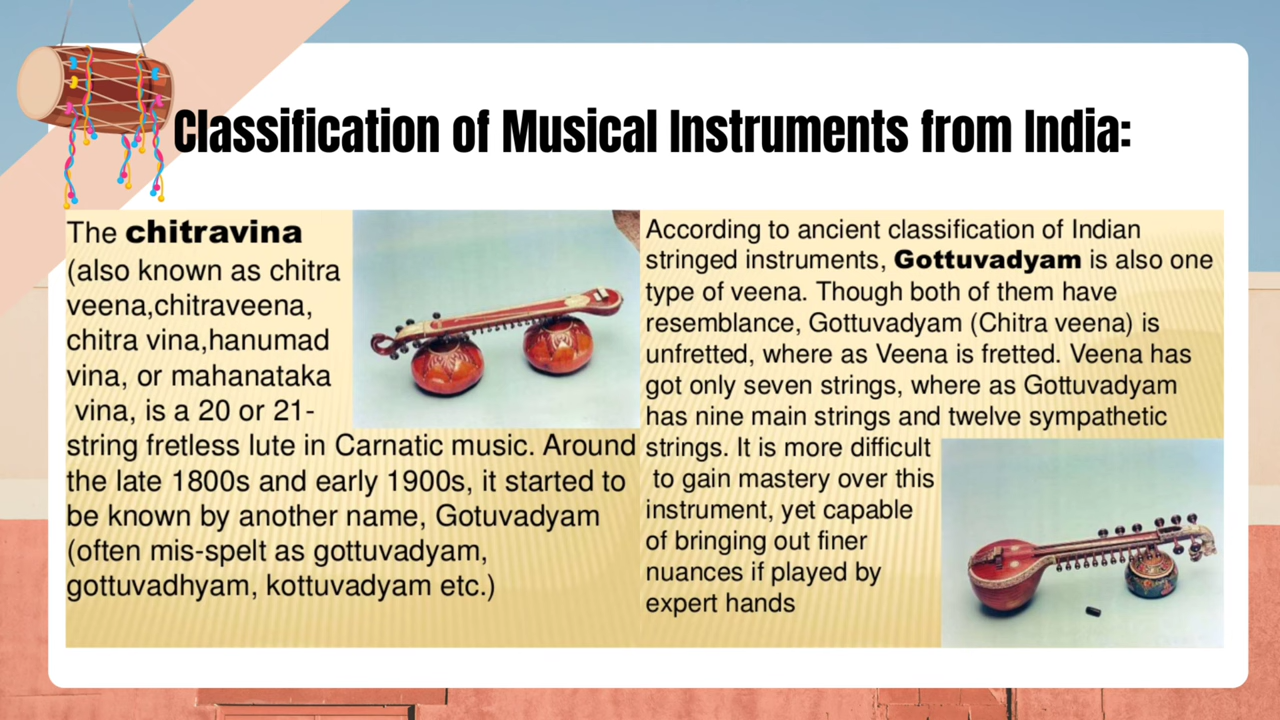 Classification of Musical Instruments from India:
The chitravina
(also known as chitra
veena,chitraveena,
chitra vina,hanumad
vina, or mahanataka
vina, is a 20 or 21-
string fretless lute in Carnatic music. Around
the late 1800s and early 1900s, it started to
be known by another name, Gotuvadyam
(often mis-spelt as gottuvadyam,
gottuvadhyam, kottuvadyam etc.)
According to ancient classification of Indian
stringed instruments, Gottuvadyam is also one
type of veena. Though both of them have
resemblance, Gottuvadyam (Chitra veena) is
unfretted, where as Veena is fretted. Veena has
got only seven strings, where as Gottuvadyam
has nine main strings and twelve sympathetic
strings. It is more difficult
to gain mastery over this
instrument, yet capable
of bringing out finer
nuances if played by
expert hands